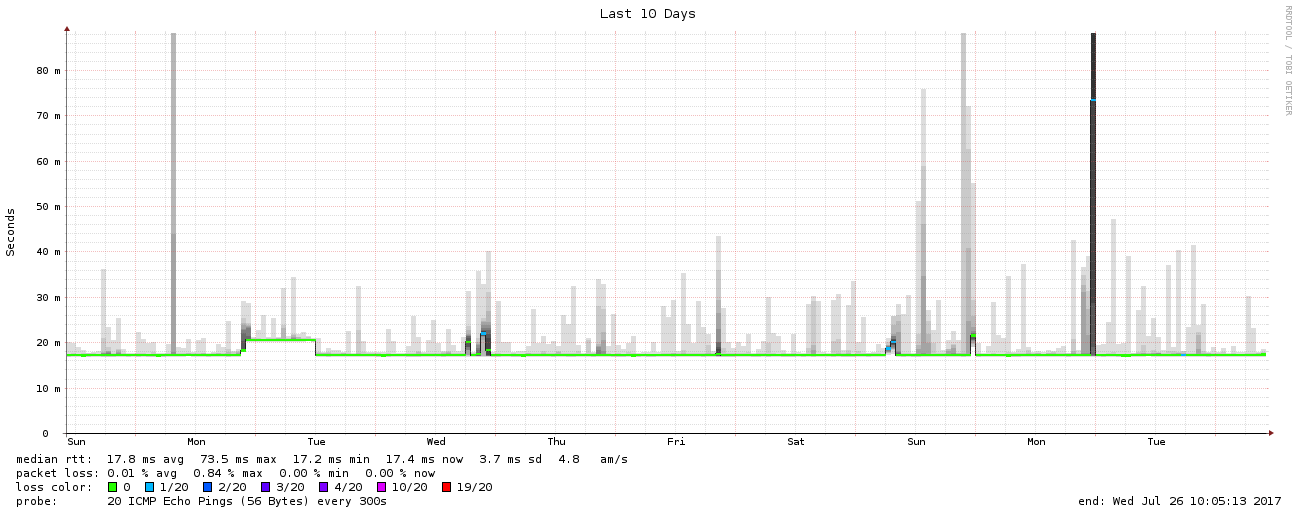 Last 10 Days
RRDTOOL / TOBI OETIKER
Seconds
80 m
70 m
60 m
50 m
40 m
30 m
20 m
10 m
0
Sun Mon Tue Wed Thu Fri Sat Sun Mon Tue
median rtt: 17.8 ms avg 73.5 ms max 17.2 ms min 17.4 ms now 3.7 ms sd 4.8 am/s
packet loss: 0.01 % avg 0.84 % max 0.00 % min 0.00 % now
loss color: 0 1/20 2/20 3/20 4/20 10/20 19/20
probe: 20 ICMP Echo Pings (56 Bytes) every 300s end: Wed Jul 26 10:05:13 2017